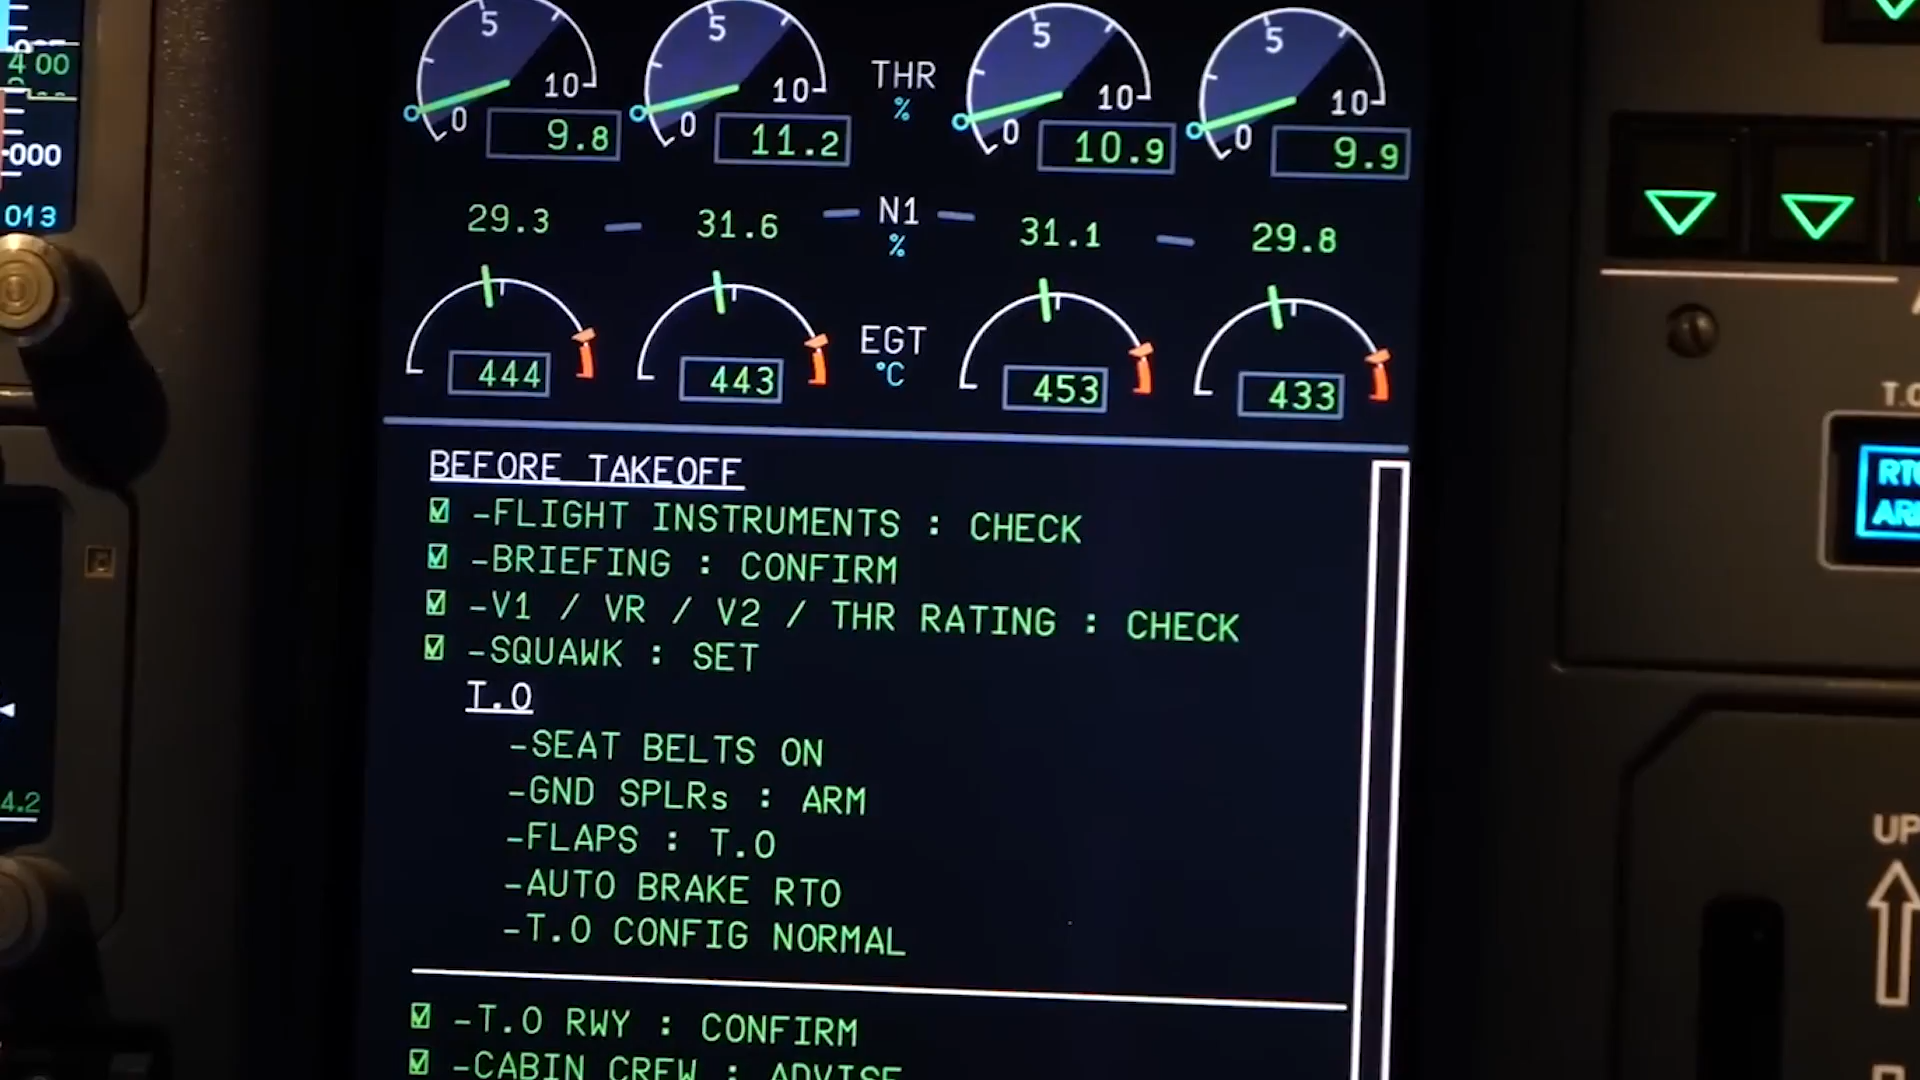 5 5 5 5
4 00
10 10 THR 10 10
0 0 % 0 0
9.8 11.2 10.9 9.9
000
013
29.3 31.6 N1 31.1 29.8
%
EGT
°C
444 443 453 433
BEFORE TAKEOFF
-FLIGHT INSTRUMENTS : CHECK
-BRIEFING : CONFIRM
-V1 / VR / V2 / THR RATING : CHECK
-SQUAWK : SET
T.O
-SEAT BELTS ON
-GND SPLRs : ARM
4.2
-FLAPS : T.O
-AUTO BRAKE RTO
-T.O CONFIG NORMAL
-T.O RWY : CONFIRM
-CABIN CREW : ADVISE
UP